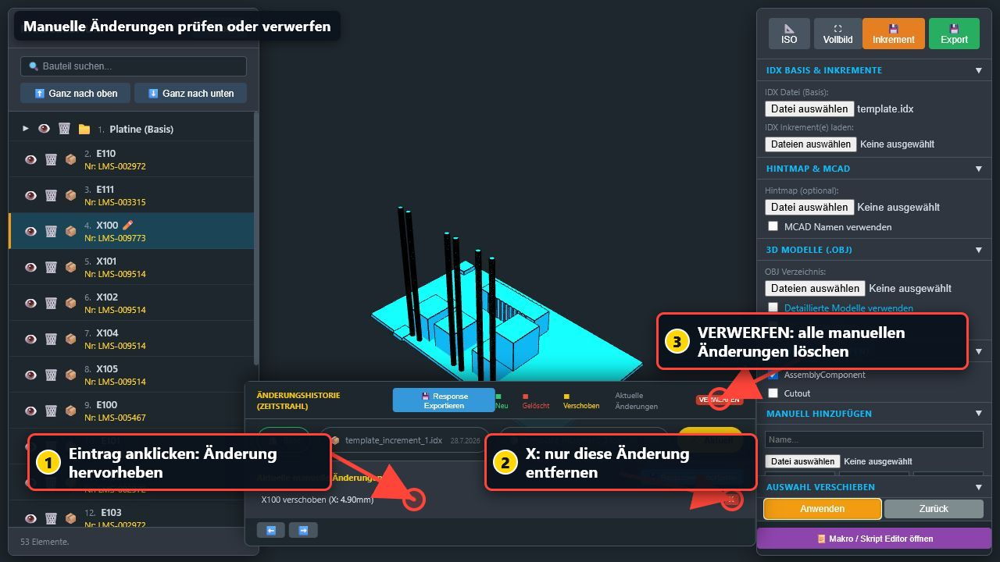 Manuelle Änderungen prüfen oder verwerfen
Bauteil suchen...
Ganz nach oben
Ganz nach unten
1. Platine (Basis)
2. E110
Nr: LMS-002972
3. E111
Nr: LMS-003315
4. X100
Nr: LMS-009773
5. X101
Nr: LMS-009514
6. X102
Nr: LMS-009514
7. X104
Nr: LMS-009514
8. X105
Nr: LMS-009514
9. E100
Nr: LMS-005467
12. E103
Nr: LMS-002972
53 Elemente.
1 Eintrag anklicken: Änderung
hervorheben
ÄNDERUNGSHISTORIE
(ZEITSTRAHL)
Response
Exportieren
Neu
Gelöscht
Verschoben
Aktuelle
Änderungen
VERWERFEN
template_increment_1.idx 28.7.2026
Aktuell
Aktuelle manuelle Änderungen
X100 verschoben (X: 4.90mm)
X
2 X: nur diese Änderung
entfernen
3 VERWERFEN: alle manuellen
Änderungen löschen
ISO
Vollbild
Inkrement
Export
IDX BASIS & INKREMENTE
IDX Datei (Basis):
Datei auswählen template.idx
IDX Inkrement(e) laden:
Dateien auswählen Keine ausgewählt
HINTMAP & MCAD
Hintmap (optional):
Datei auswählen Keine ausgewählt
MCAD Namen verwenden
3D MODELLE (.OBJ)
OBJ Verzeichnis:
Dateien auswählen Keine ausgewählt
Detaillierte Modelle verwenden
AssemblyComponent
Cutout
MANUELL HINZUFÜGEN
Name...
Datei auswählen Keine ausgewählt
AUSWAHL VERSCHIEBEN
Anwenden
Zurück
Makro / Skript Editor öffnen